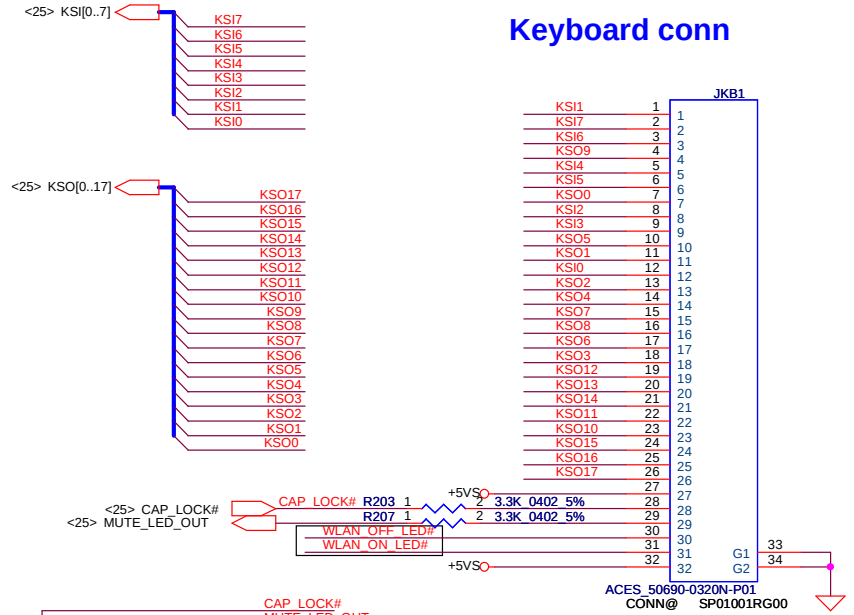 Keyboard conn
<25> KSI[0..7]
KSI7
KSI6
KSI5
KSI4
KSI3
KSI2
KSI1
KSI0
<25> KSO[0..17]
KSO17
KSO16
KSO15
KSO14
KSO13
KSO12
KSO11
KSO10
KSO9
KSO8
KSO7
KSO6
KSO5
KSO4
KSO3
KSO2
KSO1
KSO0
JKB1
KSI1 1 1
KSI7 2 2
KSI6 3 3
KSO9 4 4
KSI4 5 5
KSI5 6 6
KSO0 7 7
KSI2 8 8
KSI3 9 9
KSO5 10 10
KSO1 11 11
KSI0 12 12
KSO2 13 13
KSO4 14 14
KSO7 15 15
KSO8 16 16
KSO6 17 17
KSO3 18 18
KSO12 19 19
KSO13 20 20
KSO14 21 21
KSO11 22 22
KSO10 23 23
KSO15 24 24
KSO16 25 25
KSO17 26 26
+5VS 27 27
<25> CAP_LOCK# CAP_LOCK# R203 1 2 3.3K_0402_5% 28 28
<25> MUTE_LED_OUT R207 1 2 3.3K_0402_5% 29 29
WLAN_OFF_LED# 30 30
WLAN_ON_LED# 31 31 G1 33
+5VS 32 32 G2 34
ACES_50690-0320N-P01
CONN@ SP01001RG00
CAP_LOCK#
MUTE_LED_OUT